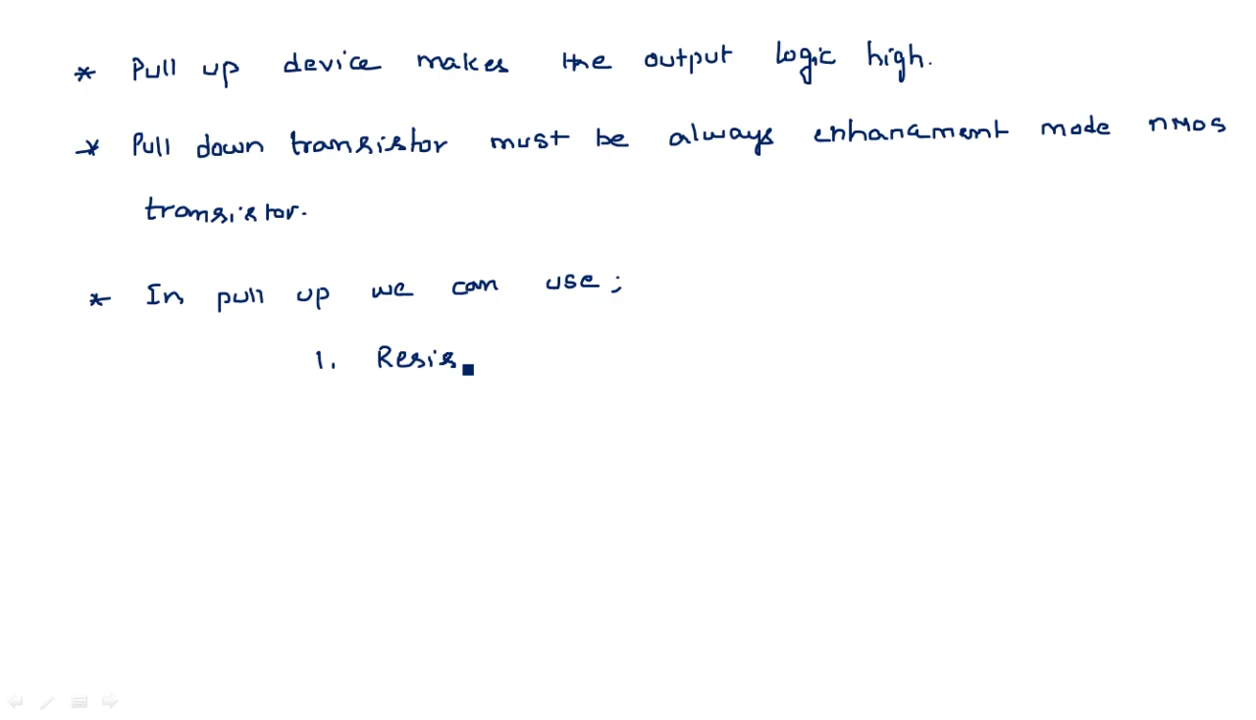 * Pull up device makes the output logic high.
* Pull down transistor must be always enhanament mode nMOS
transistor.
* In pull up we can use;
1. Resis